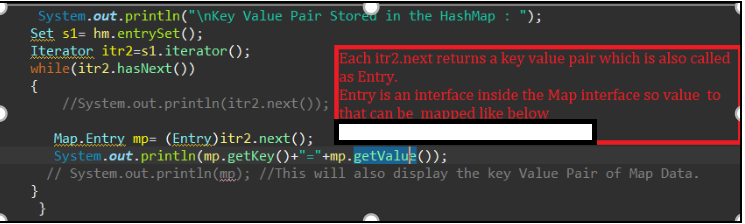 System.out.println("\nKey Value Pair Stored in the HashMap : ");
Set s1= hm.entrySet();
Iterator itr2=s1.iterator();
while(itr2.hasNext())
{
//System.out.println(itr2.next());
Each itr2.next returns a key value pair which is also called
as Entry.
Entry is an interface inside the Map interface so value to
that can be mapped like below
Map.Entry mp= (Entry)itr2.next();
System.out.println(mp.getKey()+"="+mp.getValue());
// System.out.println(mp); //This will also display the key Value Pair of Map Data.
}
}